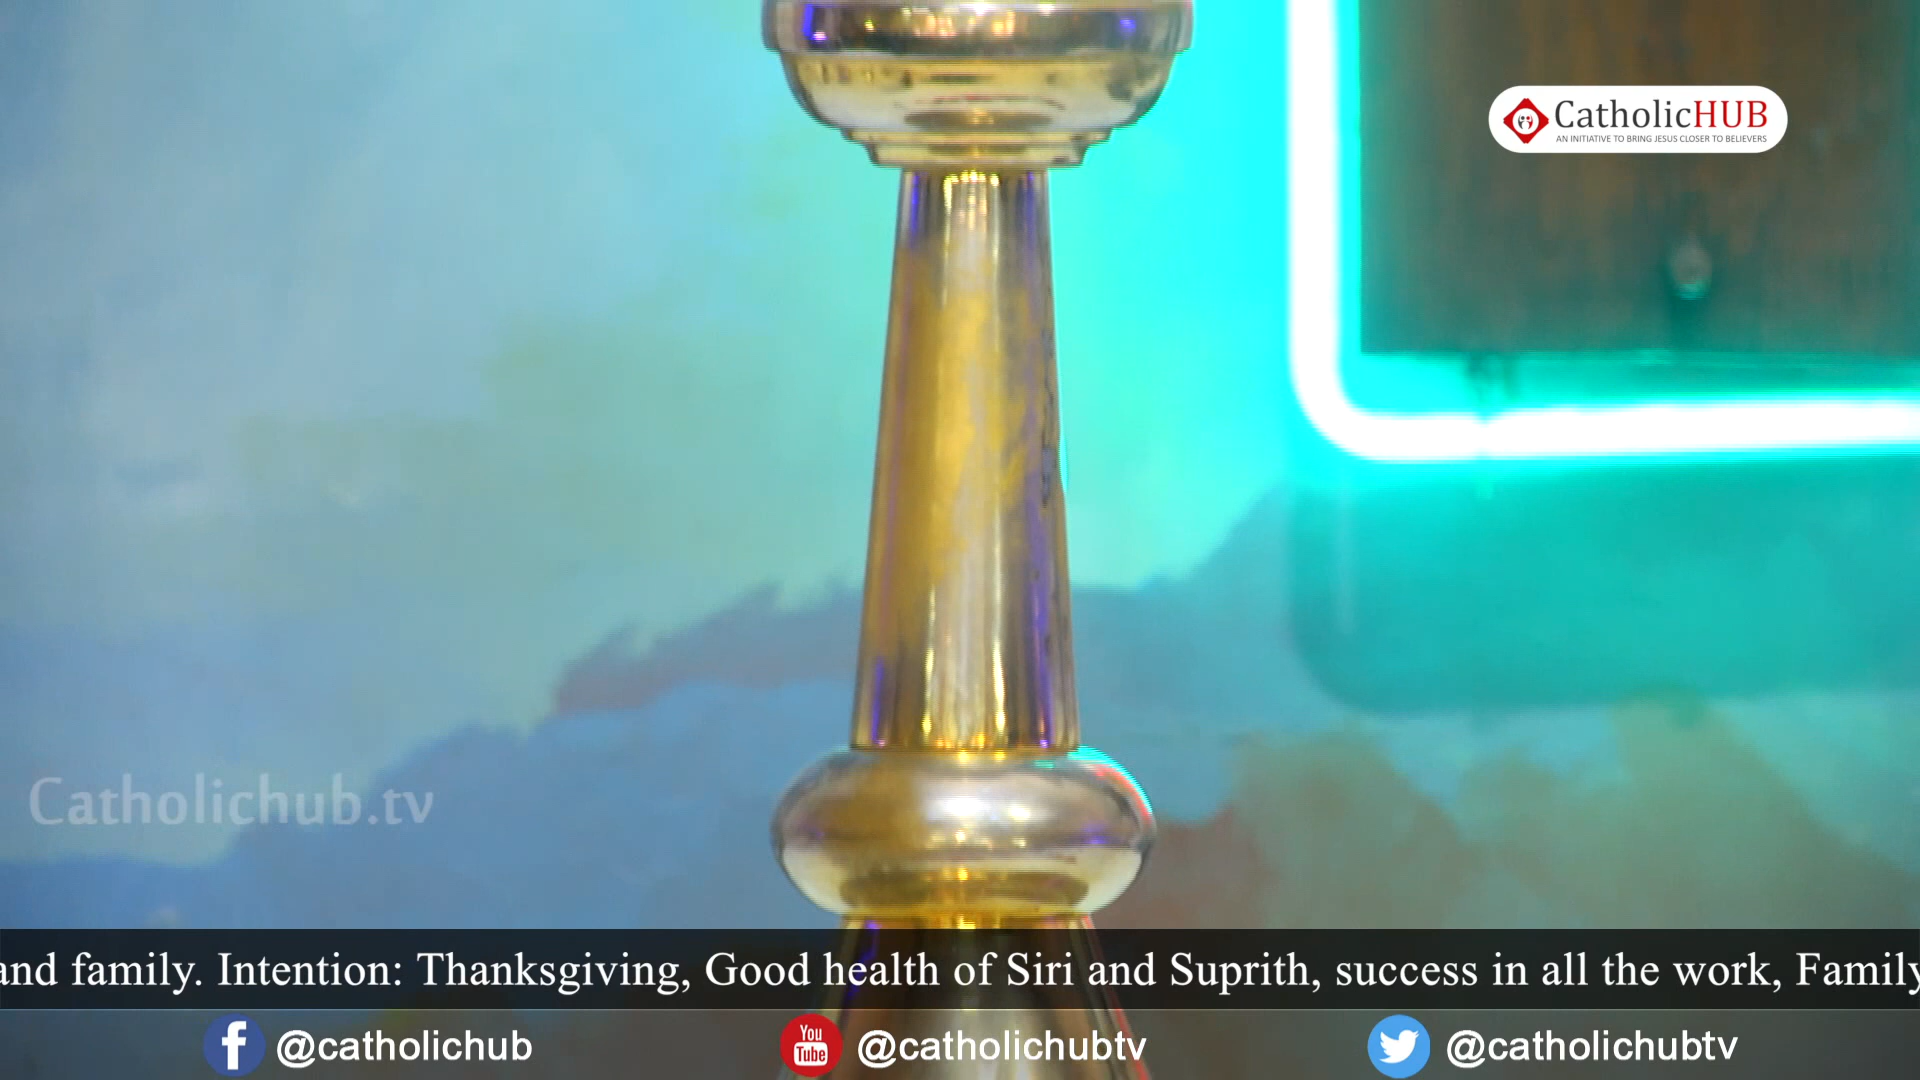 CatholicHUB
AN INITIATIVE TO BRING JESUS CLOSER TO BELIEVERS
Catholichub.tv
and family. Intention: Thanksgiving, Good health of Siri and Suprith, success in all the work, Family
f @catholichub
You Tube @catholichubtv
@catholichubtv